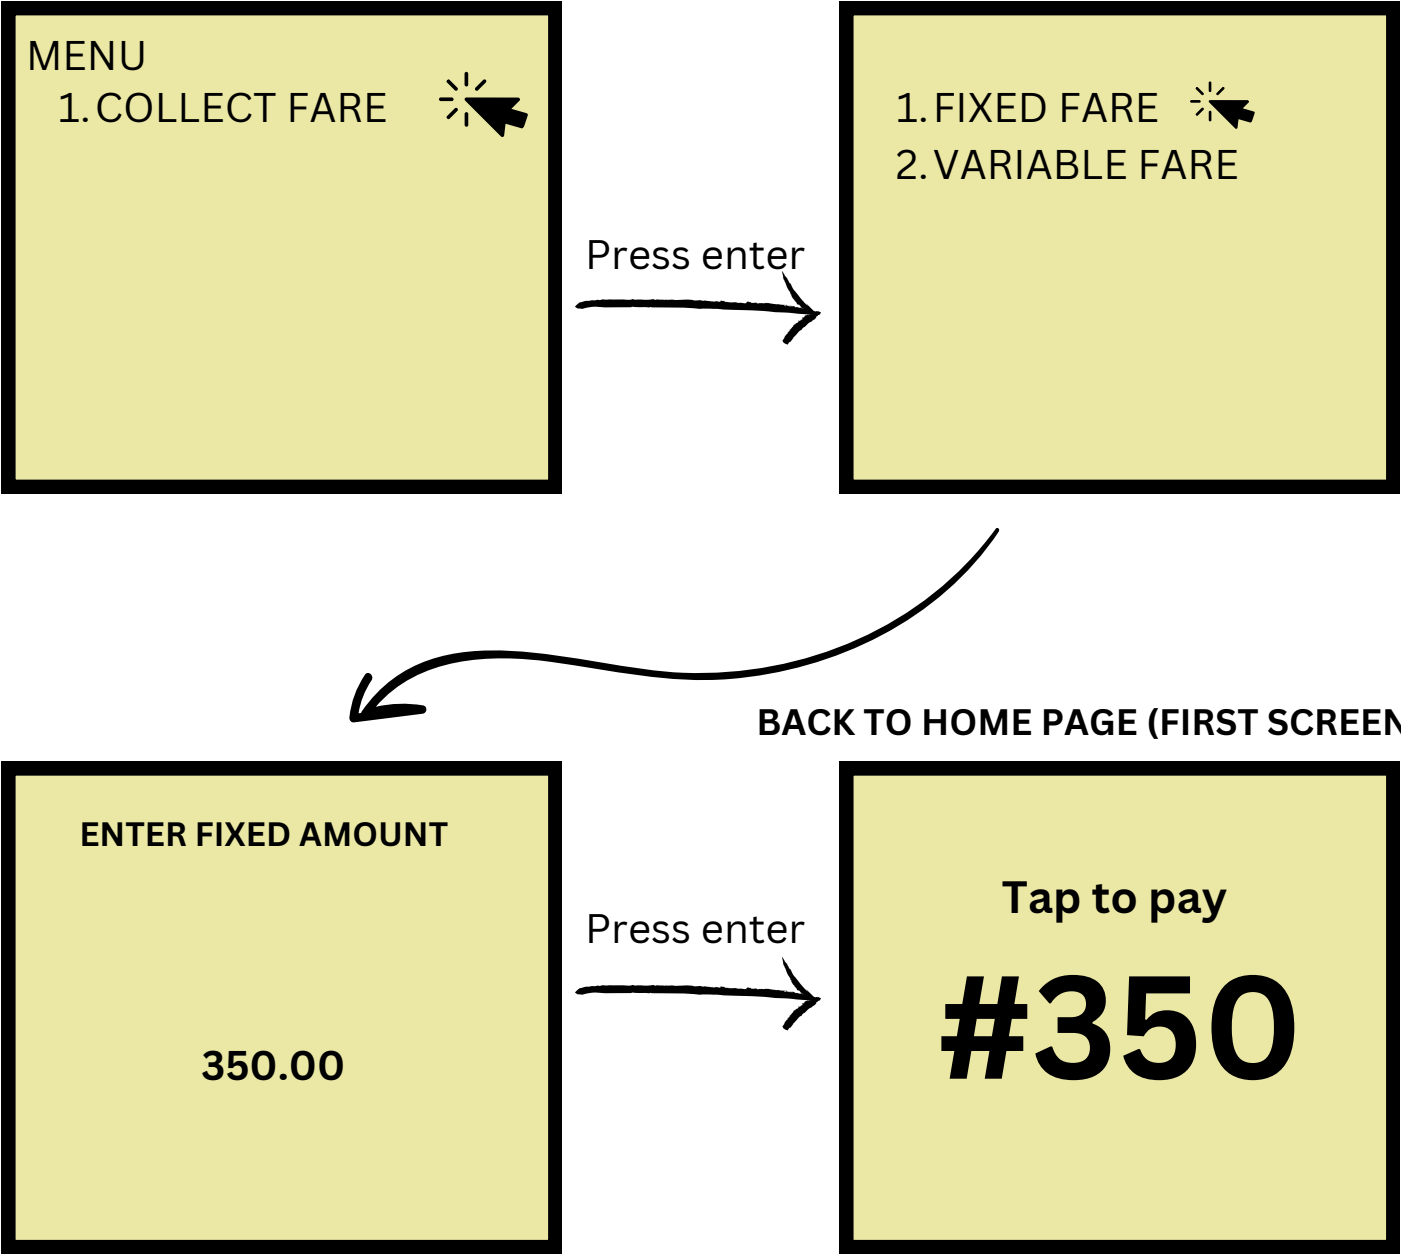 MENU
1. COLLECT FARE
1. FIXED FARE
2. VARIABLE FARE
Press enter
BACK TO HOME PAGE (FIRST SCREEN
ENTER FIXED AMOUNT
350.00
Press enter
Tap to pay
#350